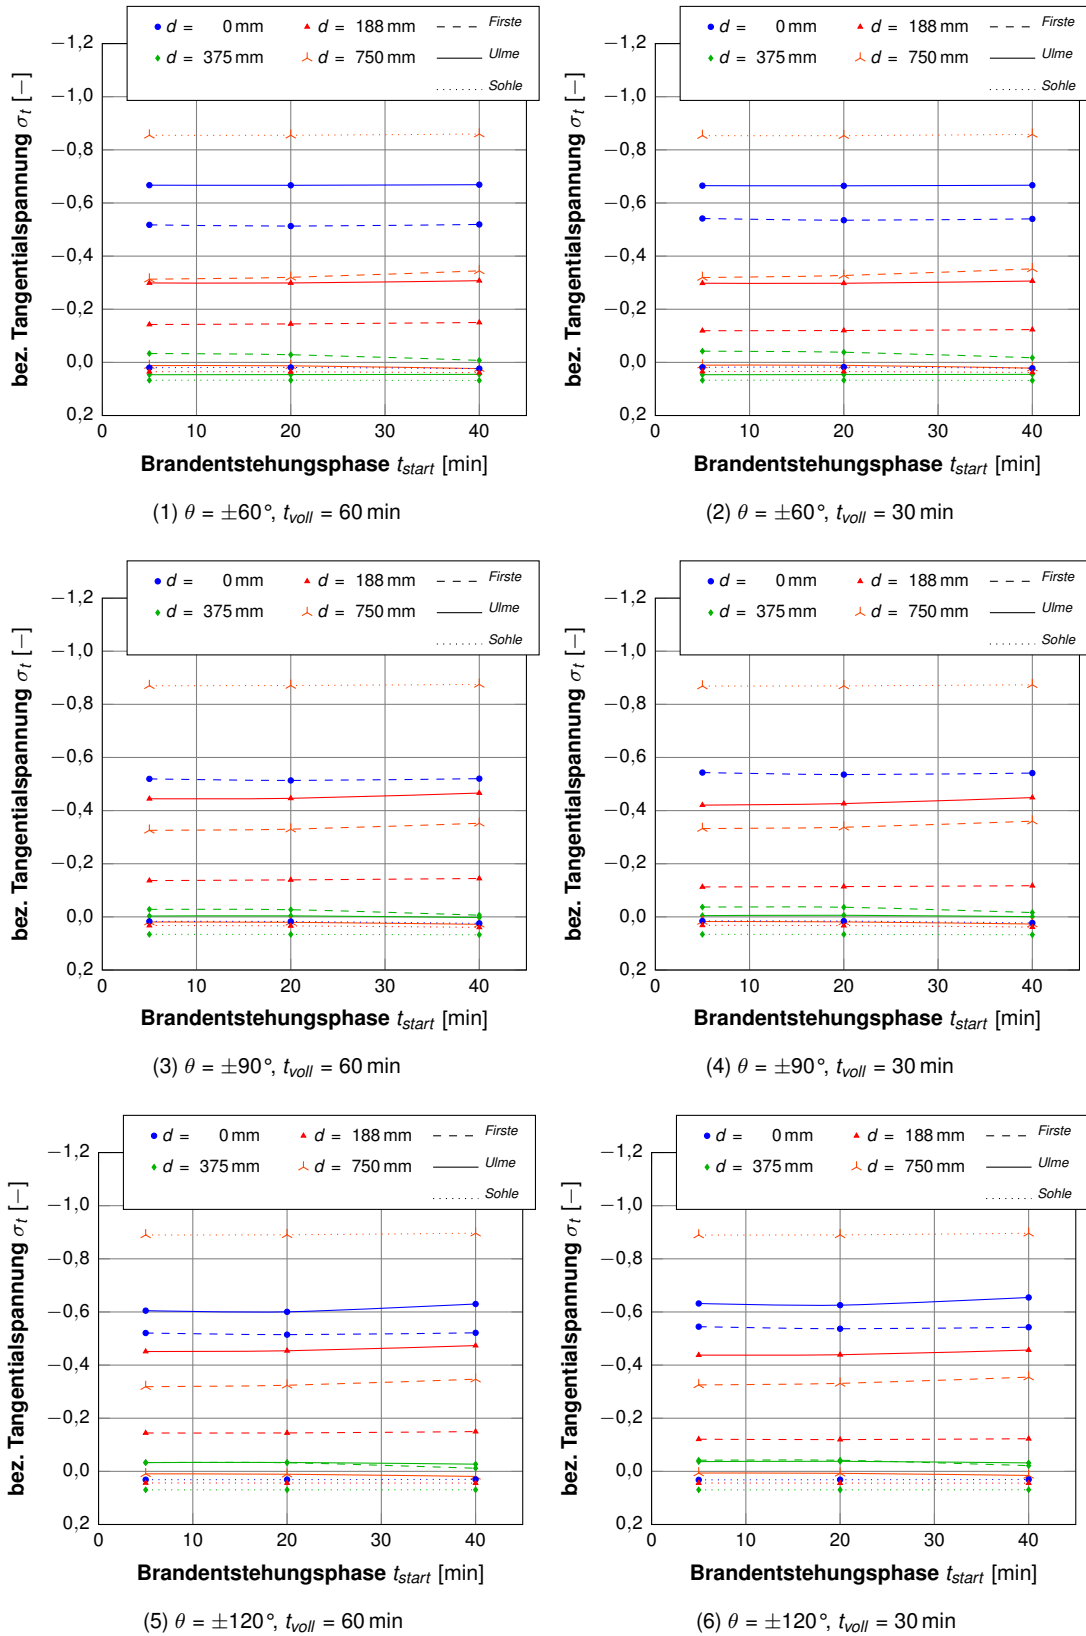 d = 0 mm d = 188 mm Firste
d = 375 mm d = 750 mm Ulme
Sohle
−1,2
−1,0
−0,8
−0,6
−0,4
−0,2
0,0
0,2
0 10 20 30 40
bez. Tangentialspannung σt [−]
Brandentstehungsphase tstart [min]
(1) θ = ±60°, tvoll = 60 min
d = 0 mm d = 188 mm Firste
d = 375 mm d = 750 mm Ulme
Sohle
−1,2
−1,0
−0,8
−0,6
−0,4
−0,2
0,0
0,2
0 10 20 30 40
bez. Tangentialspannung σt [−]
Brandentstehungsphase tstart [min]
(2) θ = ±60°, tvoll = 30 min
d = 0 mm d = 188 mm Firste
d = 375 mm d = 750 mm Ulme
Sohle
−1,2
−1,0
−0,8
−0,6
−0,4
−0,2
0,0
0,2
0 10 20 30 40
bez. Tangentialspannung σt [−]
Brandentstehungsphase tstart [min]
(3) θ = ±90°, tvoll = 60 min
d = 0 mm d = 188 mm Firste
d = 375 mm d = 750 mm Ulme
Sohle
−1,2
−1,0
−0,8
−0,6
−0,4
−0,2
0,0
0,2
0 10 20 30 40
bez. Tangentialspannung σt [−]
Brandentstehungsphase tstart [min]
(4) θ = ±90°, tvoll = 30 min
d = 0 mm d = 188 mm Firste
d = 375 mm d = 750 mm Ulme
Sohle
−1,2
−1,0
−0,8
−0,6
−0,4
−0,2
0,0
0,2
0 10 20 30 40
bez. Tangentialspannung σt [−]
Brandentstehungsphase tstart [min]
(5) θ = ±120°, tvoll = 60 min
d = 0 mm d = 188 mm Firste
d = 375 mm d = 750 mm Ulme
Sohle
−1,2
−1,0
−0,8
−0,6
−0,4
−0,2
0,0
0,2
0 10 20 30 40
bez. Tangentialspannung σt [−]
Brandentstehungsphase tstart [min]
(6) θ = ±120°, tvoll = 30 min